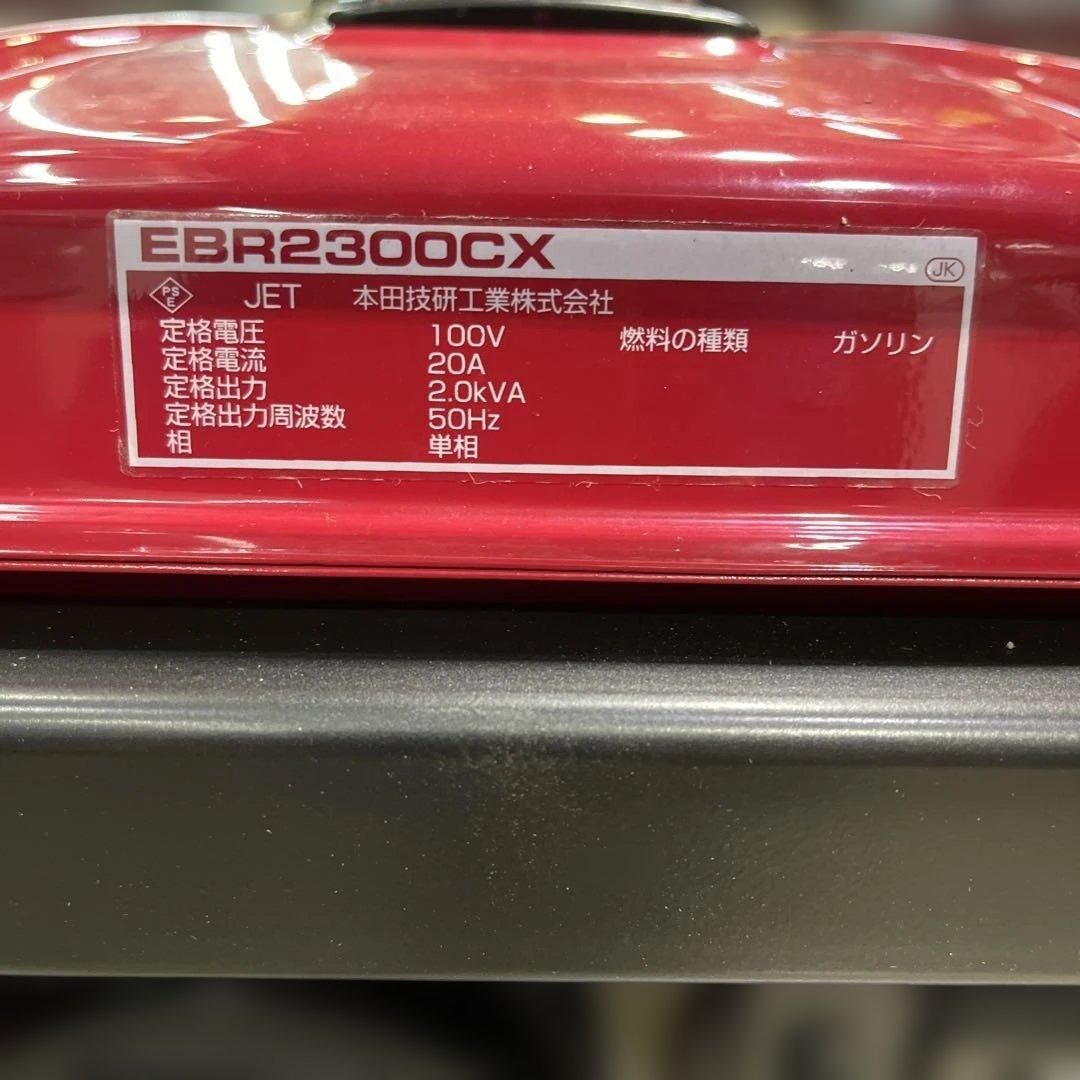 EBR2300CX
JK
PS E JET 本田技研工業株式会社
定格電圧 100V 燃料の種類 ガソリン
定格電流 20A
定格出力 2.0kVA
定格出力周波数 50Hz
相 単相